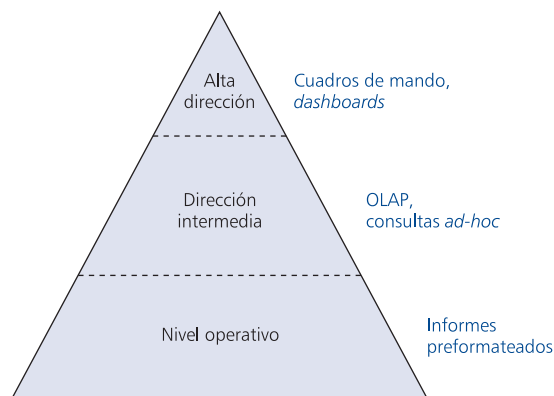 Alta
dirección
Cuadros de mando,
dashboards
Dirección
intermedia
OLAP,
consultas ad-hoc
Nivel operativo
Informes
preformateados